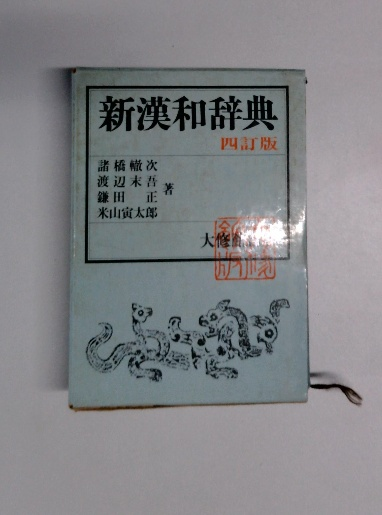 新漢和辞典
四訂版
諸橋轍次
渡辺末吾
鎌田正
米山寅太郎
著
大修館書店